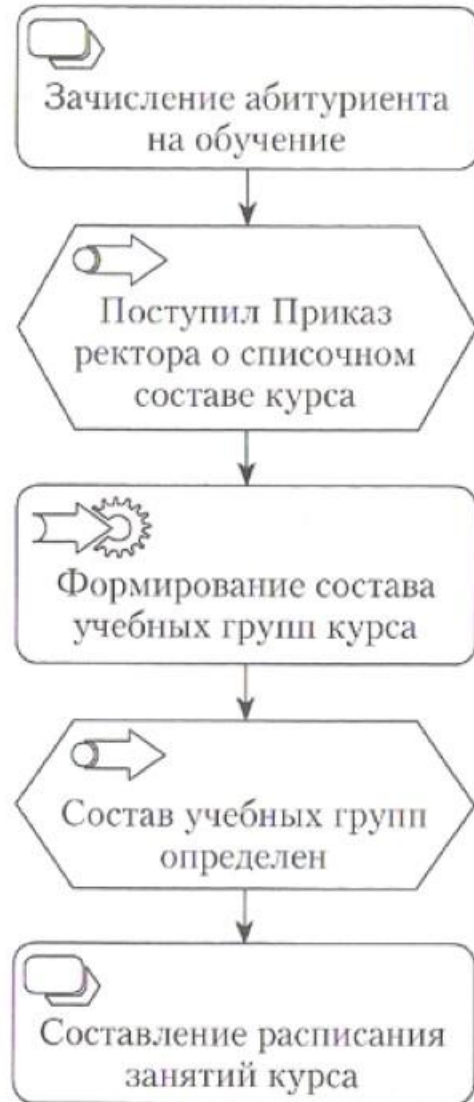 Зачисление абитуриента
на обучение
Поступил Приказ
ректора о списочном
составе курса
Формирование состава
учебных групп курса
Состав учебных групп
определен
Составление расписания
занятий курса